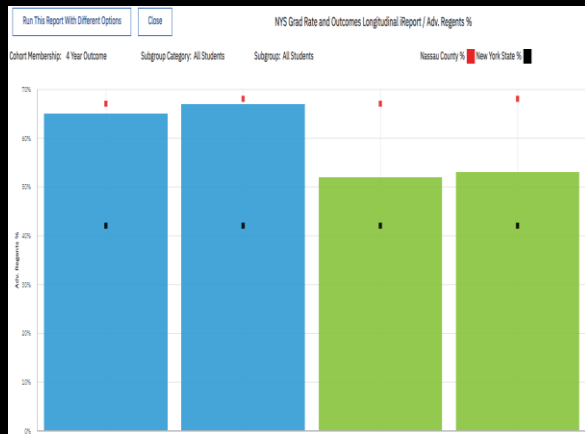 Run This Report With Different Options
Close
NYS Grad Rate and Outcomes Longitudinal iReport / Adv. Regents %
Cohort Membership: 4 Year Outcome
Subgroup Category: All Students
Subgroup: All Students
Nassau County %
New York State %
70%
60%
50%
40%
30%
20%
10%
0%
Adv. Regents %